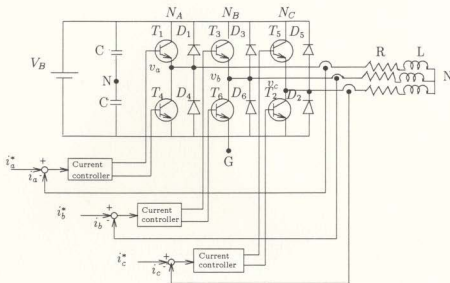 N_A N_B N_C
T_1 D_1 T_3 D_3 T_5 D_5
C
R L
v_a v_b v_c
V_B
N
N
C
T_4 D_4 T_6 D_6 T_2 D_2
G
i_a^* + Current controller
i_a -
i_b^* + Current controller
i_b -
i_c^* + Current controller
i_c -